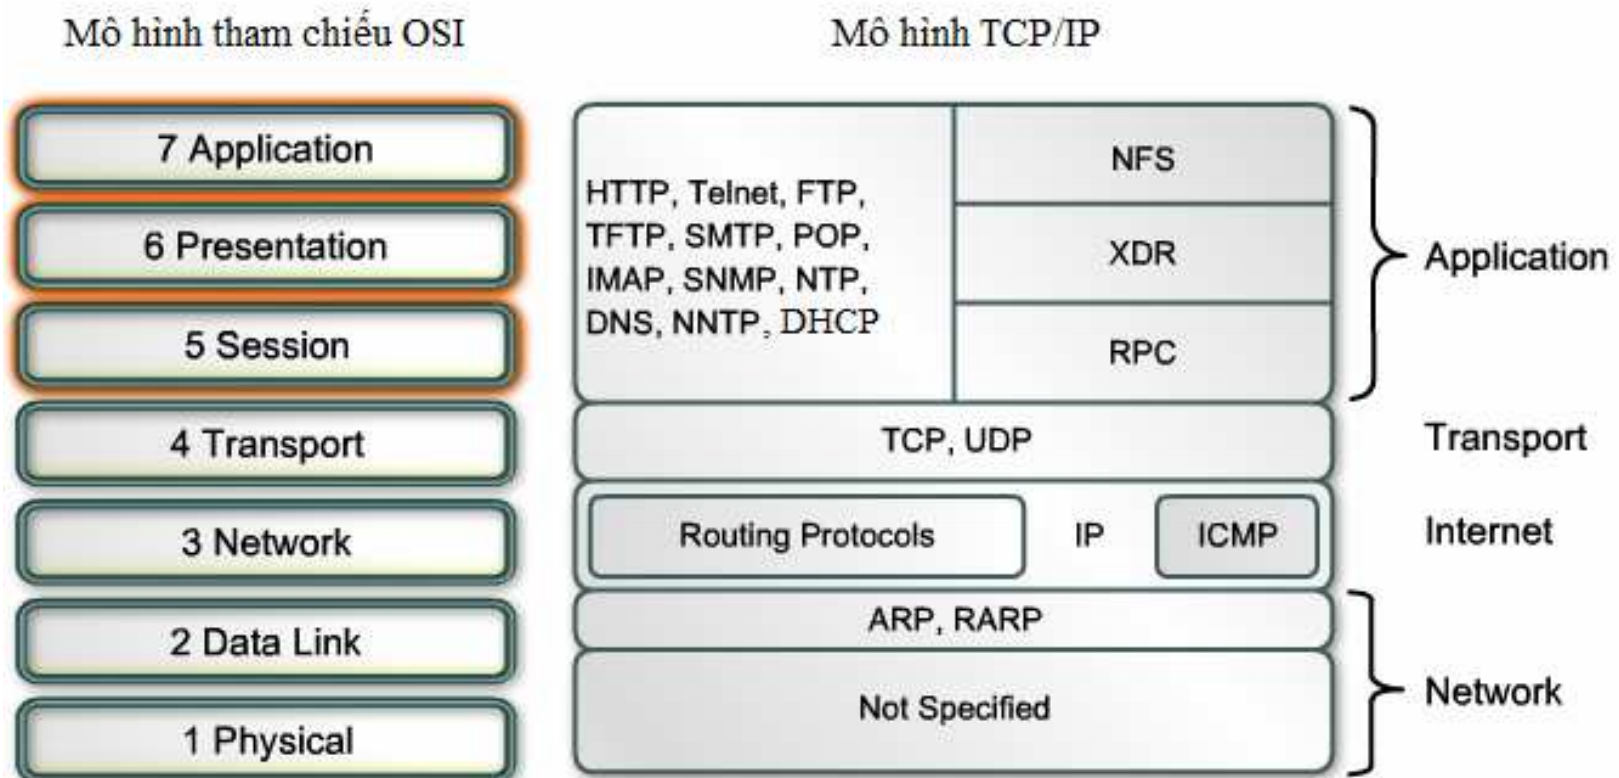 Mô hình tham chiếu OSI
7 Application
6 Presentation
5 Session
4 Transport
3 Network
2 Data Link
1 Physical
Mô hình TCP/IP
HTTP, Telnet, FTP,
TFTP, SMTP, POP,
IMAP, SNMP, NTP,
DNS, NNTP, DHCP
NFS
XDR
RPC
Application
TCP, UDP
Transport
Routing Protocols
IP
ICMP
Internet
ARP, RARP
Not Specified
Network